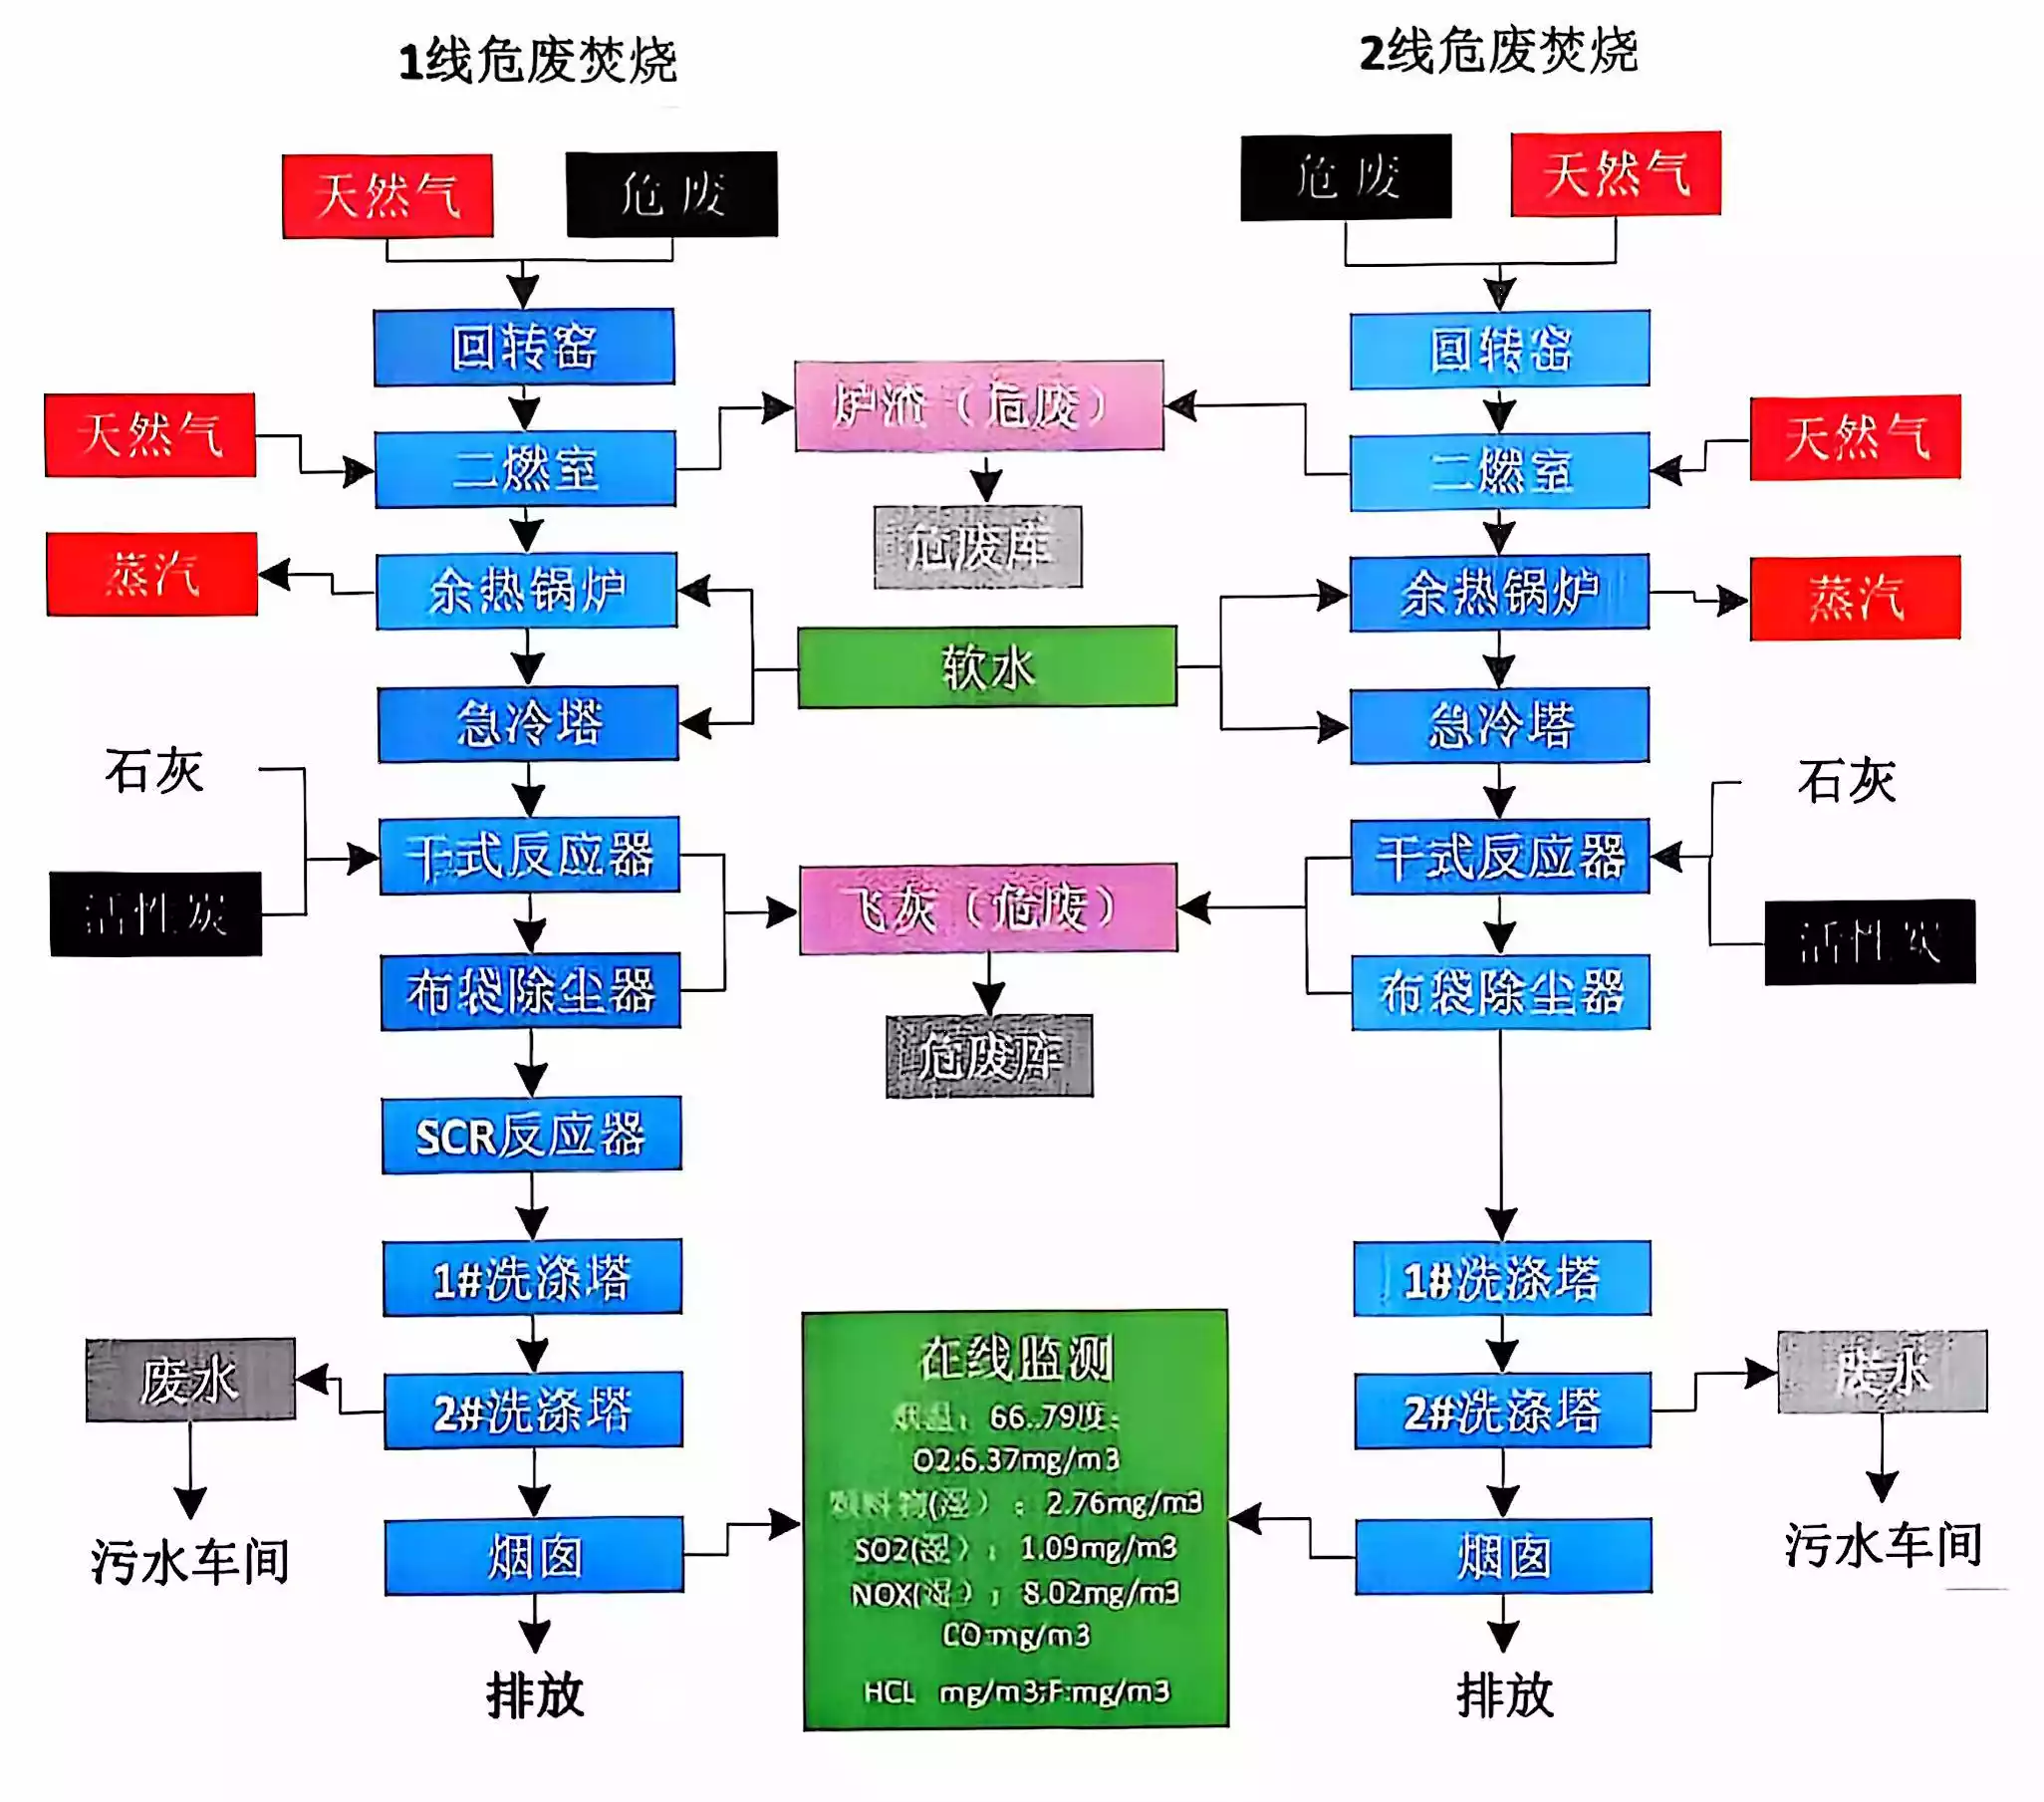 1线危废焚烧
2线危废焚烧
天然气
危废
危废
天然气
回转窑
回转窑
天然气
二燃室
炉渣（危废）
二燃室
天然气
危废库
蒸汽
余热锅炉
余热锅炉
蒸汽
软水
急冷塔
急冷塔
石灰
石灰
干式反应器
干式反应器
活性炭
飞灰（危废）
活性炭
布袋除尘器
布袋除尘器
危废库
SCR反应器
1#洗涤塔
1#洗涤塔
废水
2#洗涤塔
2#洗涤塔
废水
污水车间
烟囱
烟囱
污水车间
排放
排放
在线监测
烟温：66..79度；
O2:6.37mg/m3
颗料物(湿）：2.76mg/m3
SO2(湿）：1.09mg/m3
NOX(湿）：8.02mg/m3
CO:mg/m3
HCL mg/m3;F:mg/m3